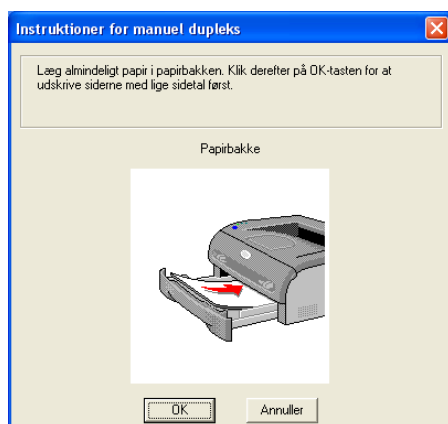 Instruktioner for manuel dupleks
Læg almindeligt papir i papirbakken. Klik derefter på OK-tasten for at
udskrive siderne med lige sidetal først.
Papirbakke
OK
Annuller